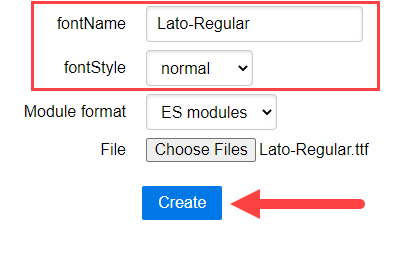 fontName Lato-Regular
fontStyle normal
Module format ES modules
File Choose Files Lato-Regular.ttf
Create